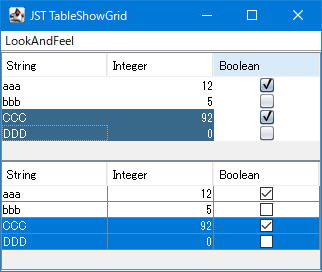 JST TableShowGrid
LookAndFeel
String Integer Boolean
aaa 12
bbb 5
CCC 92
DDD 0
String Integer Boolean
aaa 12
bbb 5
CCC 92
DDD 0